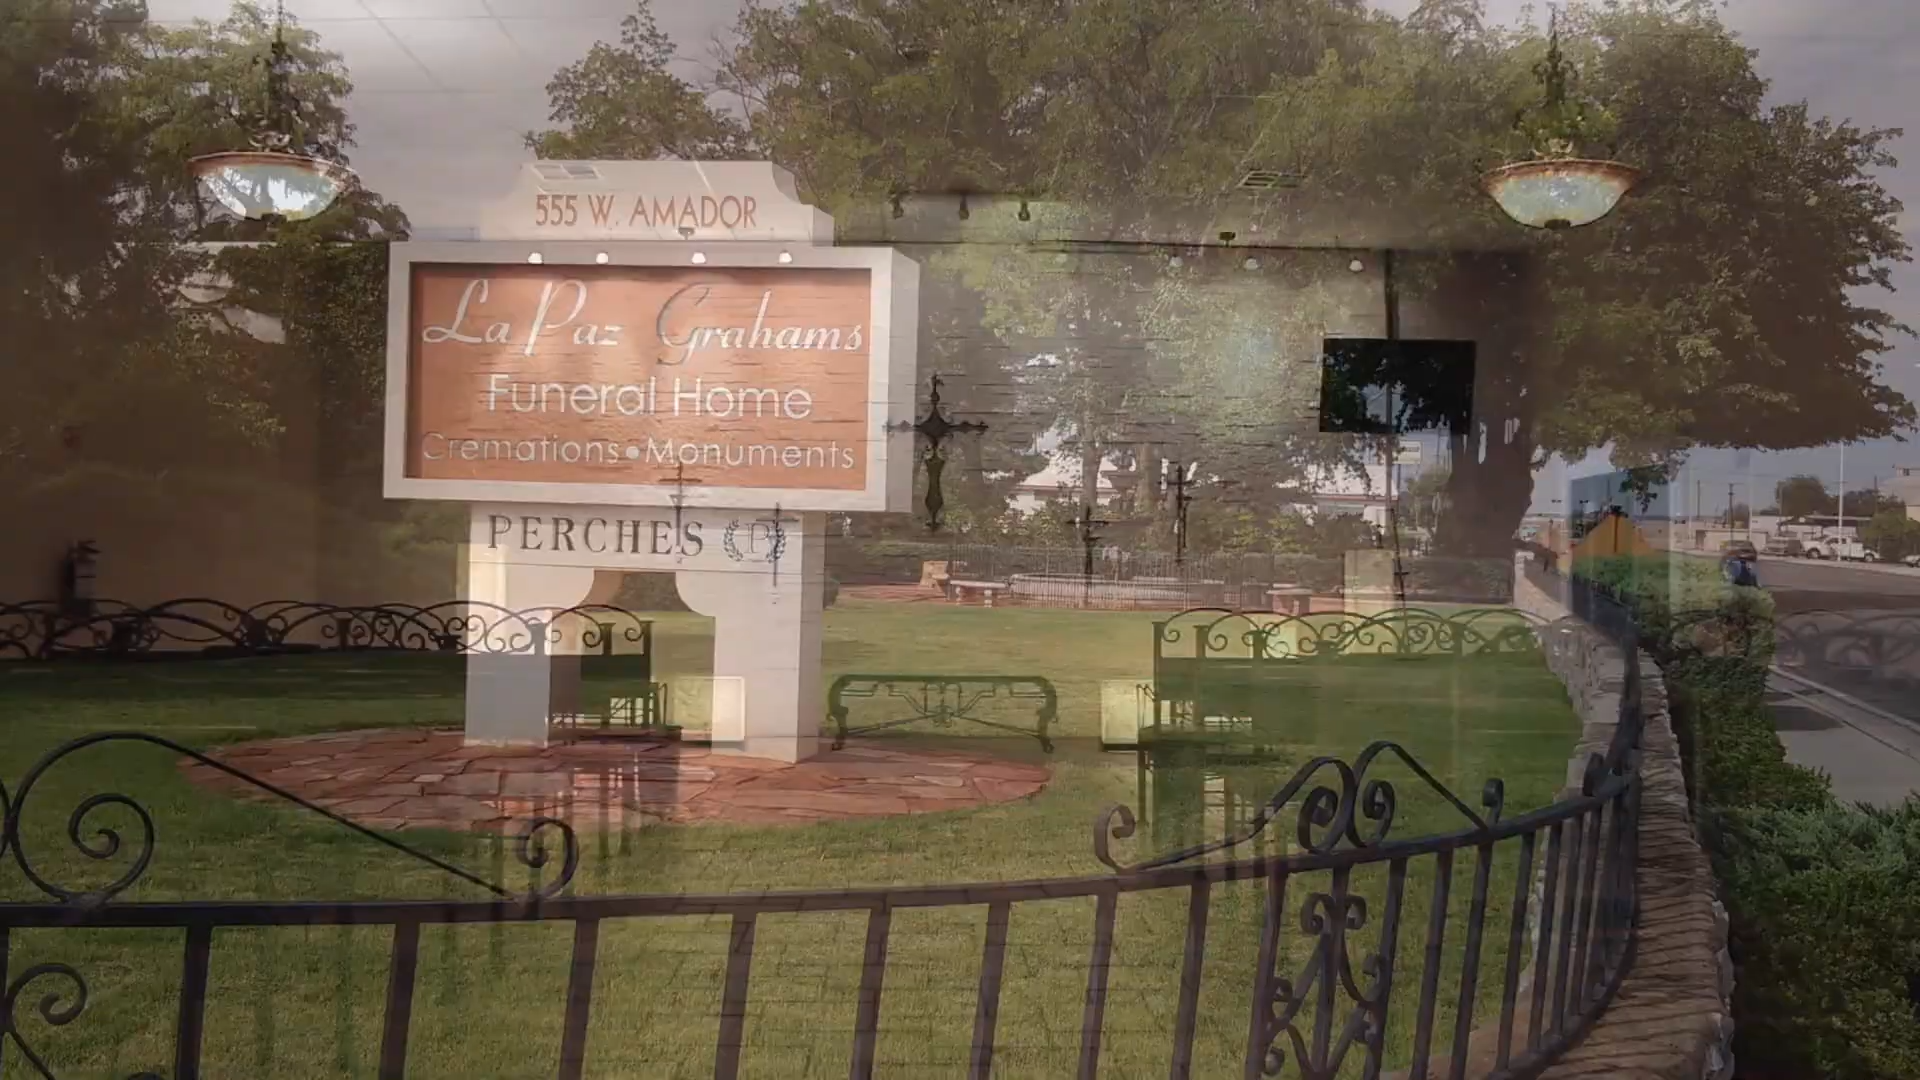 555 W. AMADOR
La Paz Grahams
Funeral Home
Cremations•Monuments
PERCHES P